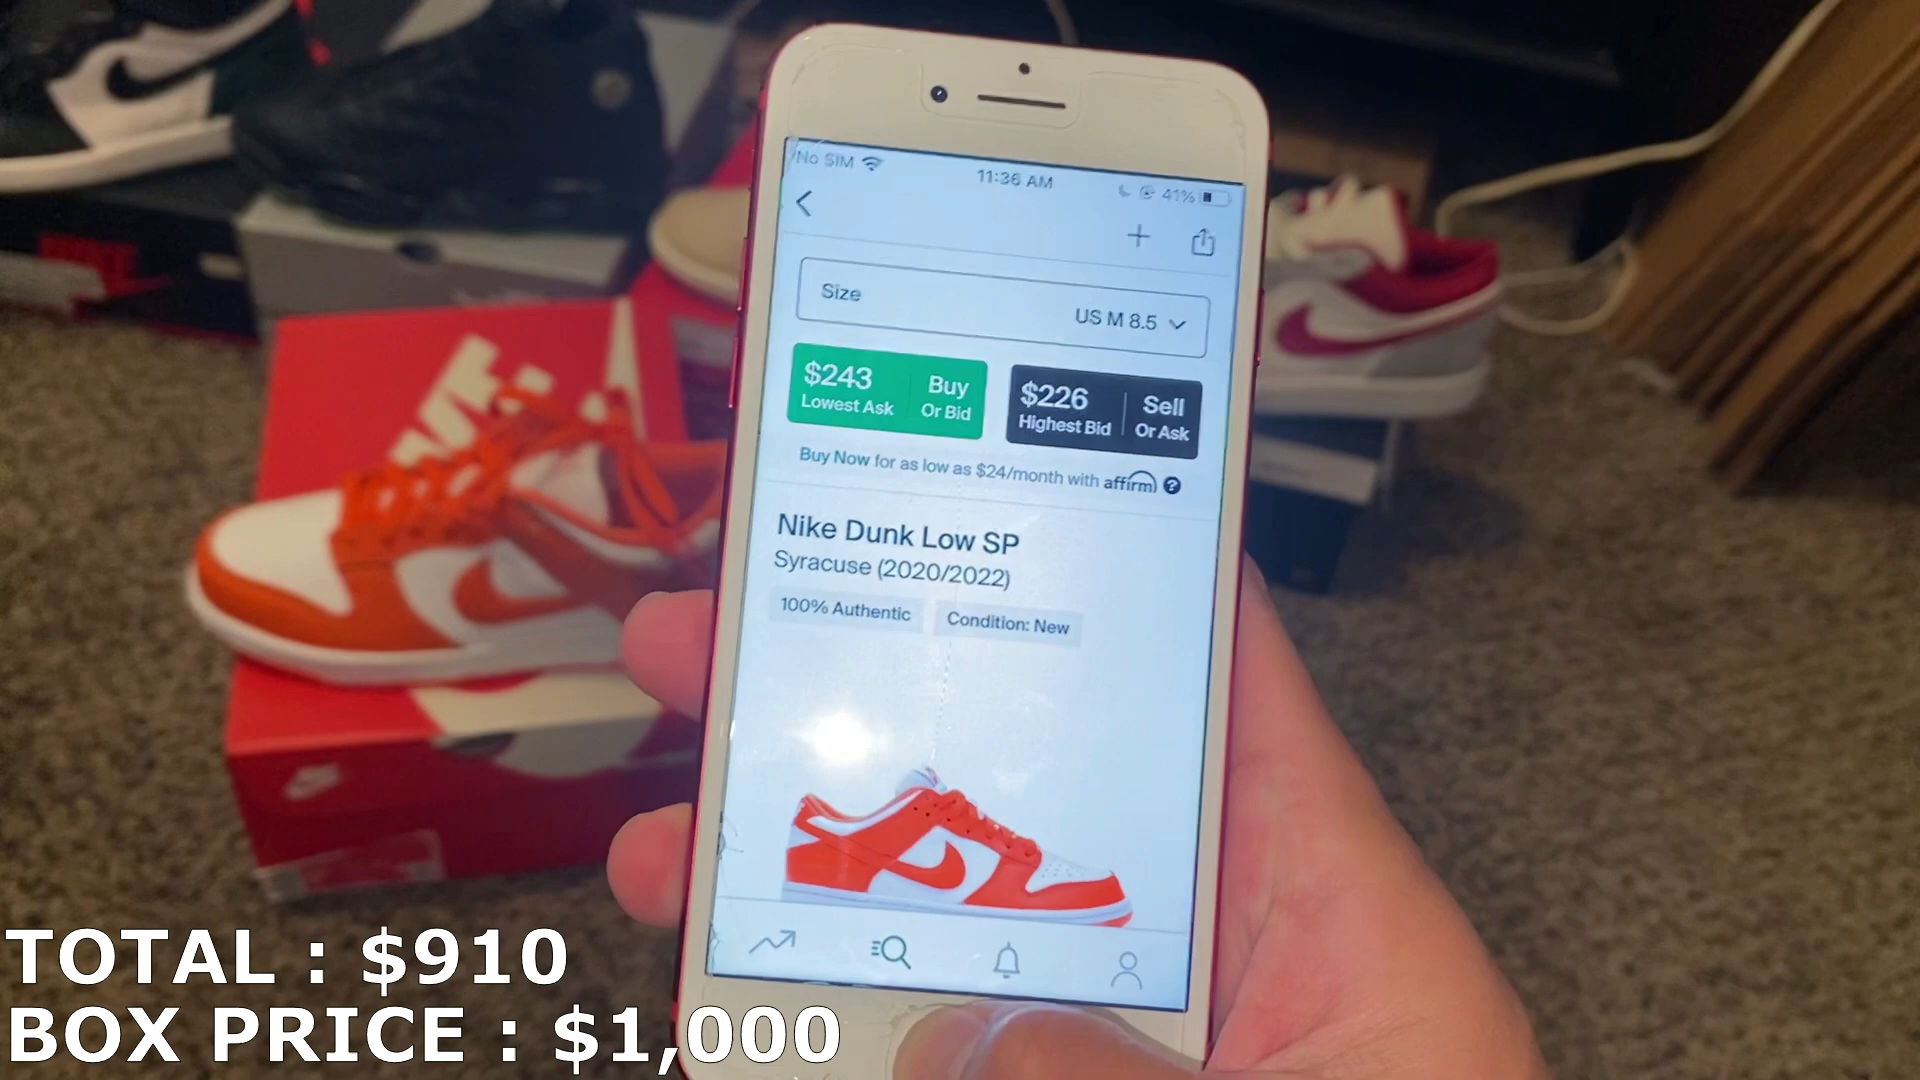 No SIM 11:36 AM 41%
Size
US M 8.5
$243 Buy
Lowest Ask Or Bid
$226 Sell
Highest Bid Or Ask
Buy Now for as low as $24/month with affirm ?
Nike Dunk Low SP
Syracuse (2020/2022)
100% Authentic Condition: New
TOTAL : $910
BOX PRICE : $1,000